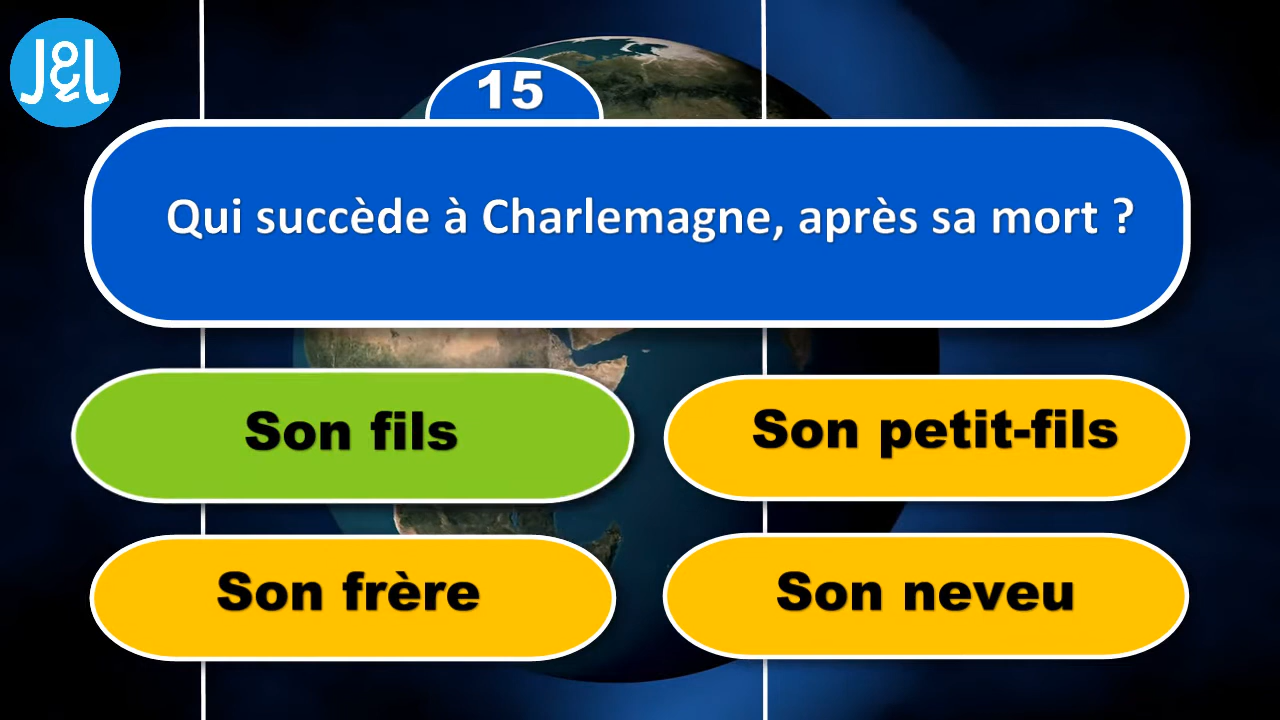 J&L
15
Qui succède à Charlemagne, après sa mort ?
Son fils
Son petit-fils
Son frère
Son neveu